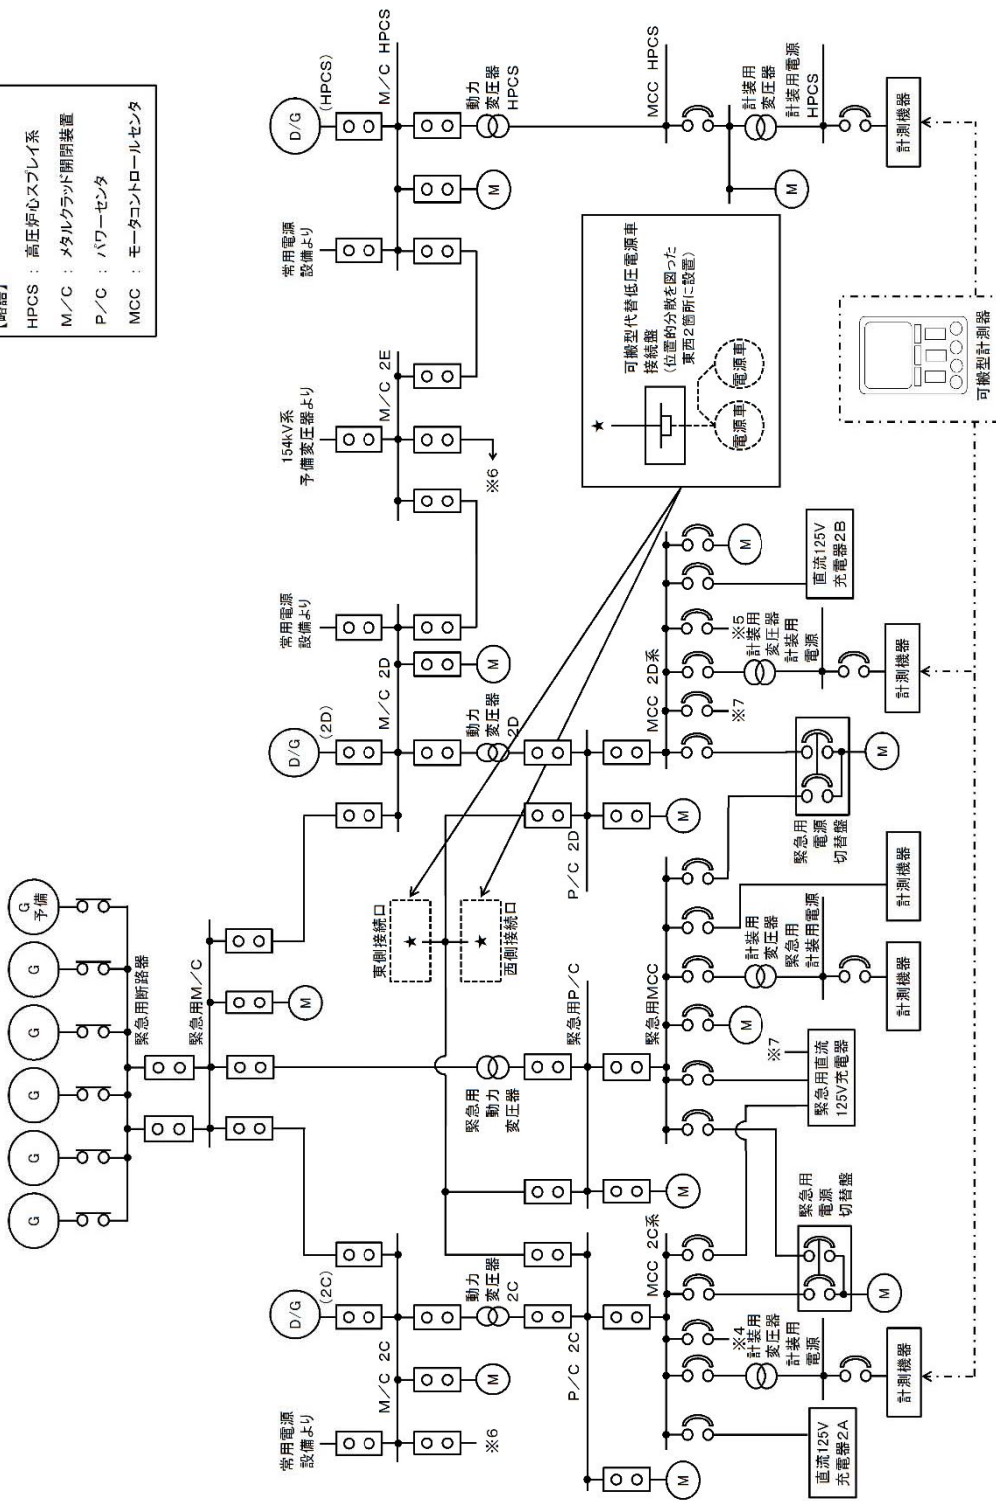 【略語】
HPCS : 高圧炉心スプレイ系
M/C : メタルクラッド開閉装置
P/C : パワーセンタ
MCC : モータコントロールセンタ
G
G
G
G
G
G
予備
緊急用断路器
緊急用M/C
M
常用電源
設備より
D/G
(2C)
M/C 2C
※6
M
動力
変圧器
2C
D/G
(2D)
M/C 2D
M
動力
変圧器
2D
常用電源
設備より
154kV系
予備変圧器より
M/C 2E
※6
常用電源
設備より
D/G
(HPCS)
M/C HPCS
M
動力
変圧器
HPCS
東側接続口
★
西側接続口
★
緊急用
動力
変圧器
P/C 2C
M
緊急用P/C
M
P/C 2D
M
可搬型代替低圧電源車
接続盤
(位置的分散を図った
東西2箇所に設置)
★
電源車
電源車
MCC 2C系
直流125V
充電器2A
※4
計装用
変圧器
計装用
電源
計測機器
緊急用
電源
切替盤
M
緊急用MCC
緊急用直流
125V充電器
※7
M
計装用
変圧器
緊急用
計装用電源
計測機器
計測機器
緊急用
電源
切替盤
M
MCC 2D系
※7
※5
計装用
変圧器
計装用
電源
計測機器
直流125V
充電器2B
M
MCC HPCS
M
計装用
変圧器
計装用電源
HPCS
計測機器
可搬型計測器